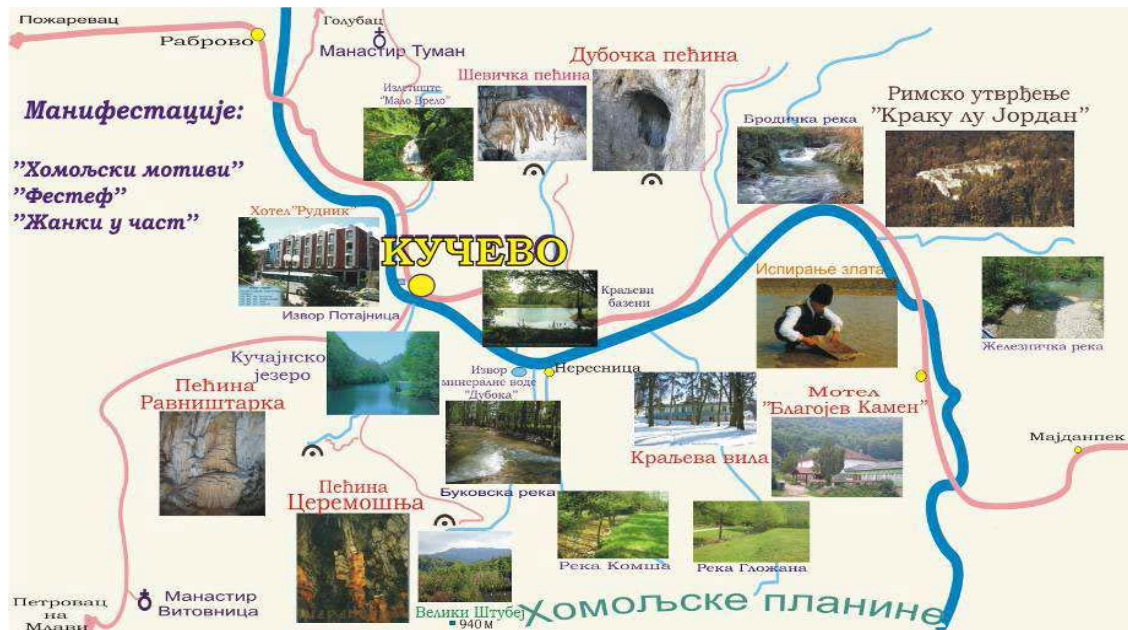 Пожаревац
Раброво
Голубац
Манастир Туман
Дубочка пећина
Шевичка пећина
Излетиште
"Мало Врело"
Бродичка река
Римско утврђење
"Краку лу Јордан"
Манифестације:
"Хомољски мотиви"
"Фестеф"
"Жанки у част"
Хотел"Рудник"
КУЧЕВО
Извор Потајница
Краљеви
базени
Испирање злата
Железничка река
Кучајнско
језеро
Извор
минералне воде
"Дубока"
Нересница
Пећина
Равништарка
Мотел
"Благојев Камен"
Краљева вила
Мајданпек
Пећина
Церемошња
Буковска река
Река Комша
Река Гложана
Манастир
Витовница
Петровац
на
Млави
Велики Штубеј
940 м
Хомољске планине